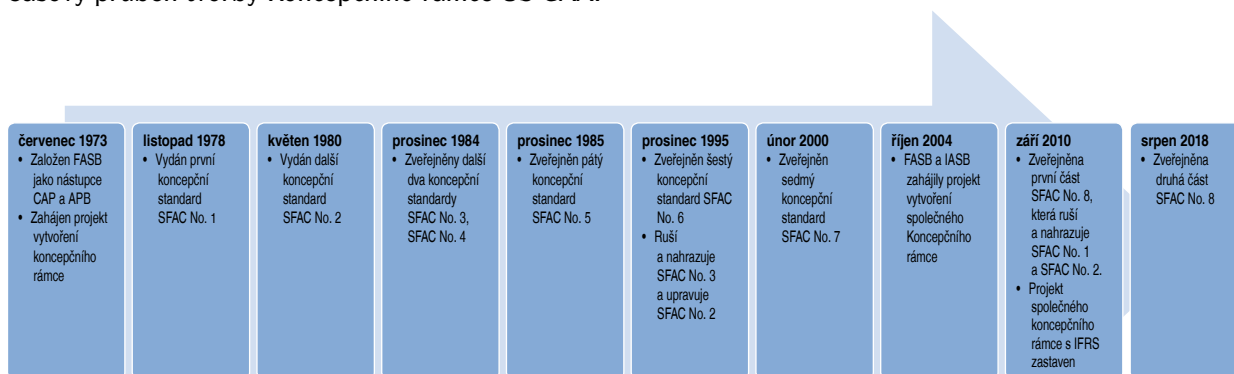 Časový průběh tvorby Koncepčního rámce US GAAP
červenec 1973
• Založen FASB
jako nástupce
CAP a APB
• Zahájen projekt
vytvoření
koncepčního
rámce
listopad 1978
• Vydán první
koncepční
standard
SFAC No. 1
květen 1980
• Vydán další
koncepční
standard
SFAC No. 2
prosinec 1984
• Zveřejněny další
dva koncepční
standardy
SFAC No. 3,
SFAC No. 4
prosinec 1985
• Zveřejněn pátý
koncepční
standard
SFAC No. 5
prosinec 1995
• Zveřejněn šestý
koncepční
standard SFAC
No. 6
• Ruší
a nahrazuje
SFAC No. 3
a upravuje
SFAC No. 2
únor 2000
• Zveřejněn
sedmý
koncepční
standard
SFAC No. 7
říjen 2004
• FASB a IASB
zahájily projekt
vytvoření
společného
Koncepčního
rámce
září 2010
• Zveřejněna
první část
SFAC No. 8,
která ruší
a nahrazuje
SFAC No. 1
a SFAC No. 2.
• Projekt
společného
koncepčního
rámce s IFRS
zastaven
srpen 2018
• Zveřejněna
druhá část
SFAC No. 8